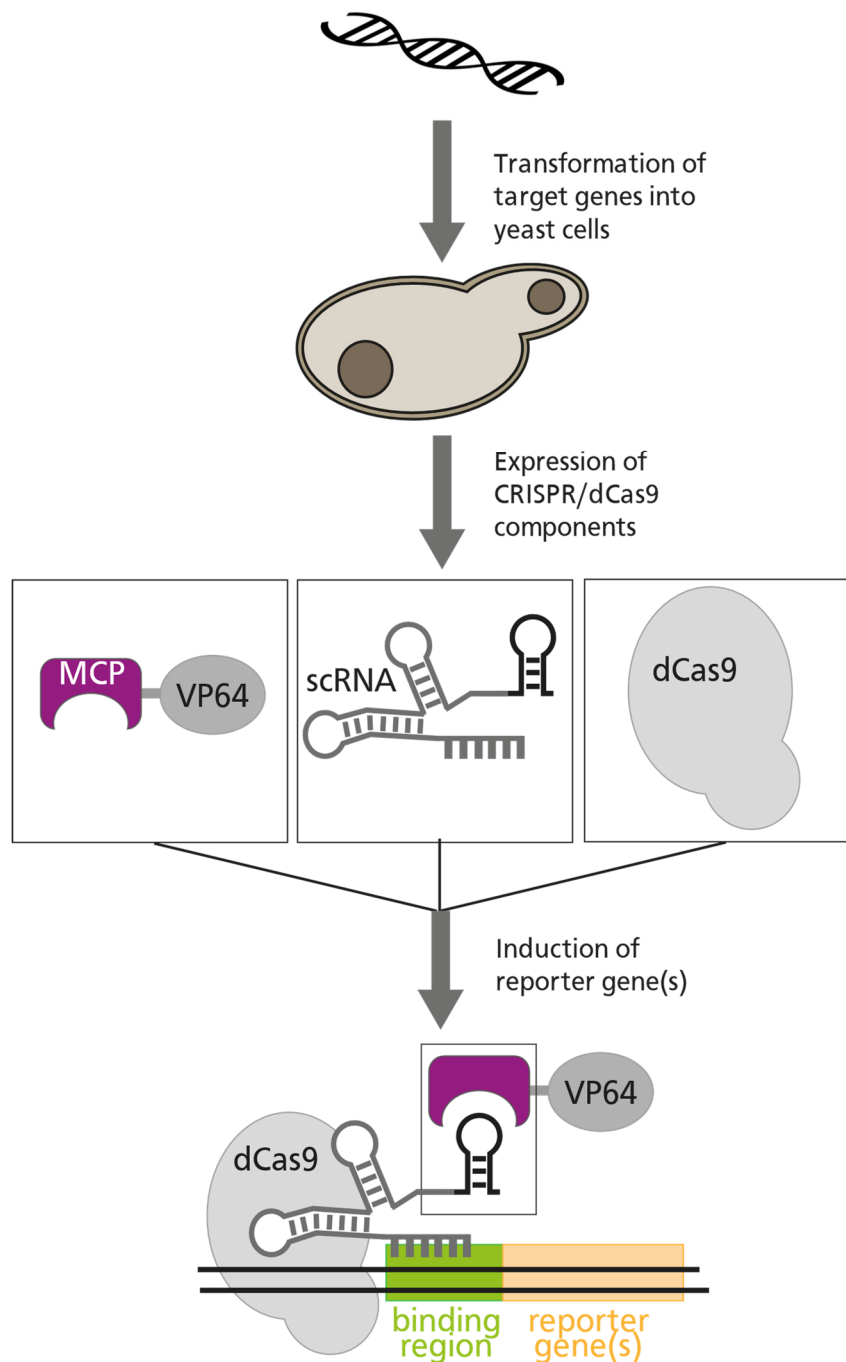 Transformation of
target genes into
yeast cells
Expression of
CRISPR/dCas9
components
MCP
VP64
scRNA
dCas9
Induction of
reporter gene(s)
VP64
dCas9
binding
region
reporter
gene(s)